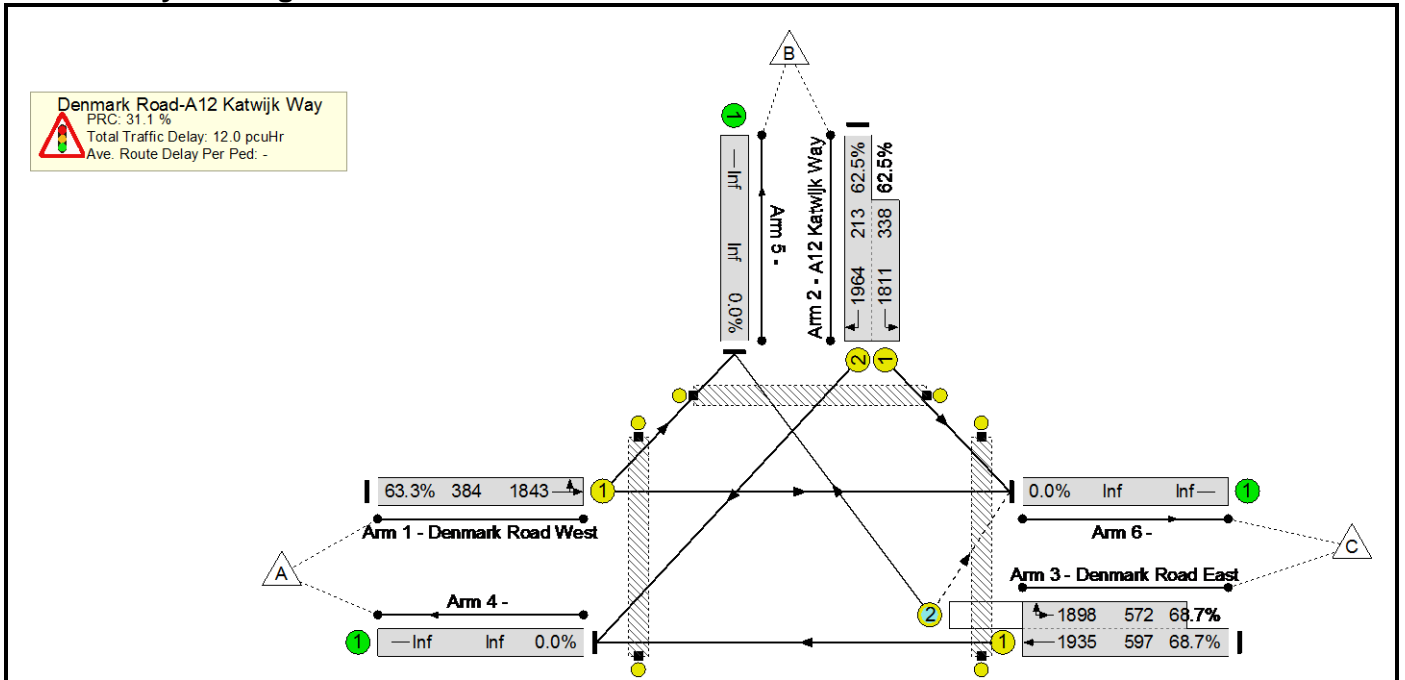 Denmark Road-A12 Katwijk Way
PRC: 31.1 %
Total Traffic Delay: 12.0 pcuHr
Ave. Route Delay Per Ped: -
B
1
Inf
Inf
0.0%
Arm 5 -
Arm 2 - A12 Katwijk Way
1964 213 62.5%
1811 338 62.5%
2
1
63.3% 384 1843
1
Arm 1 - Denmark Road West
0.0% Inf Inf
1
Arm 6 -
A
C
Arm 3 - Denmark Road East
Arm 4 -
2
1898 572 68.7%
1
Inf Inf 0.0%
1
1935 597 68.7%